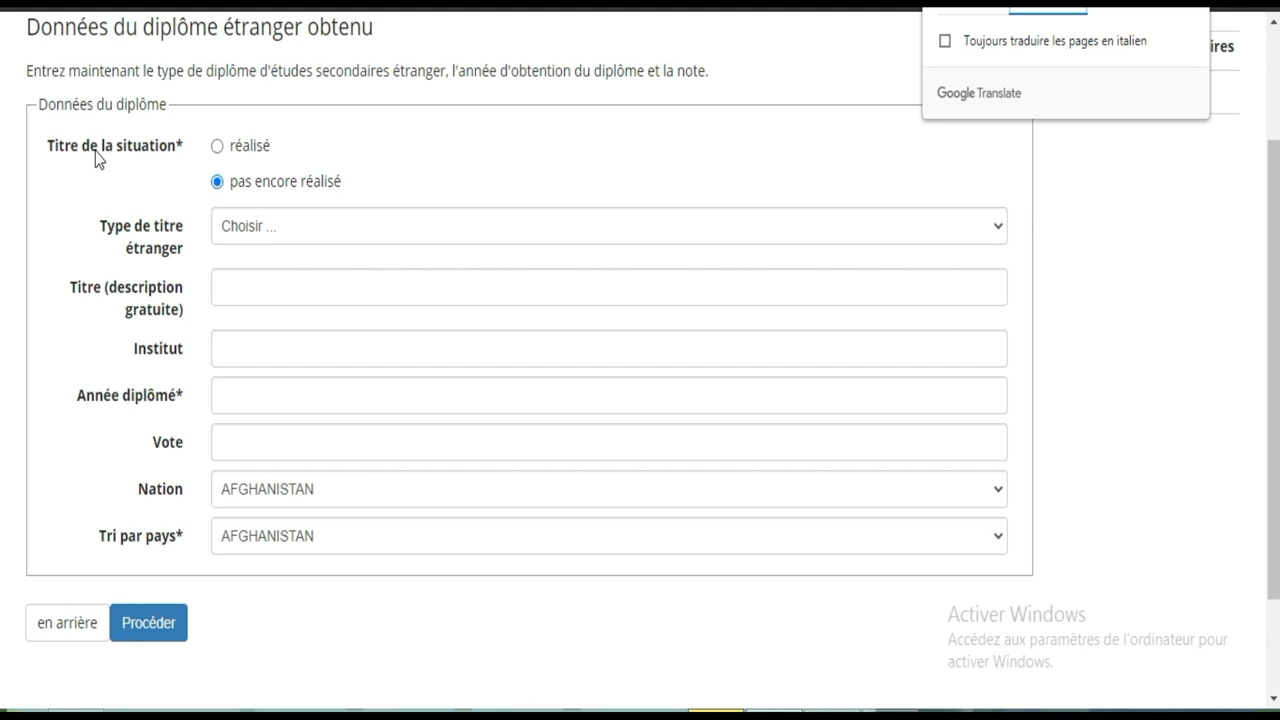 Données du diplôme étranger obtenu
Toujours traduire les pages en italien
ires
Entrez maintenant le type de diplôme d'études secondaires étranger, l'année d'obtention du diplôme et la note.
Google Translate
Données du diplôme
Titre de la situation*
réalisé
pas encore réalisé
Type de titre
étranger
Choisir ...
Titre (description
gratuite)
Institut
Année diplômé*
Vote
Nation
AFGHANISTAN
Tri par pays*
AFGHANISTAN
en arrière
Procéder
Activer Windows
Accédez aux paramètres de l'ordinateur pour
activer Windows.